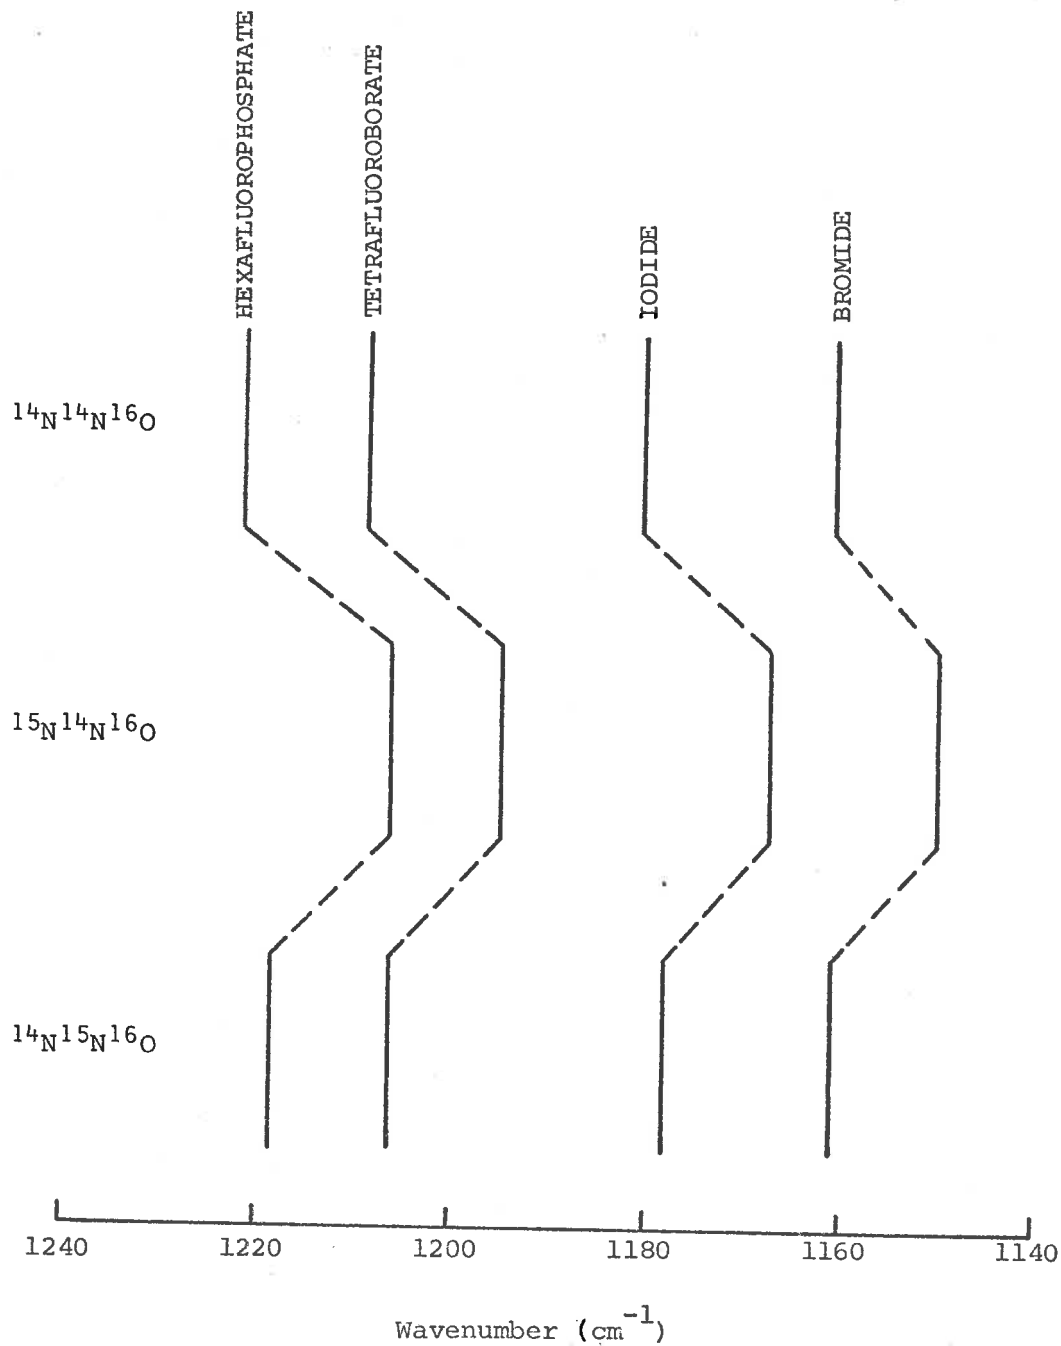 HEXAFLUOROPHOSPHATE
TETRAFLUOROBORATE
IODIDE
BROMIDE
¹⁴N¹⁴N¹⁶O
¹⁵N¹⁴N¹⁶O
¹⁴N¹⁵N¹⁶O
1240 1220 1200 1180 1160 1140
Wavenumber (cm⁻¹)